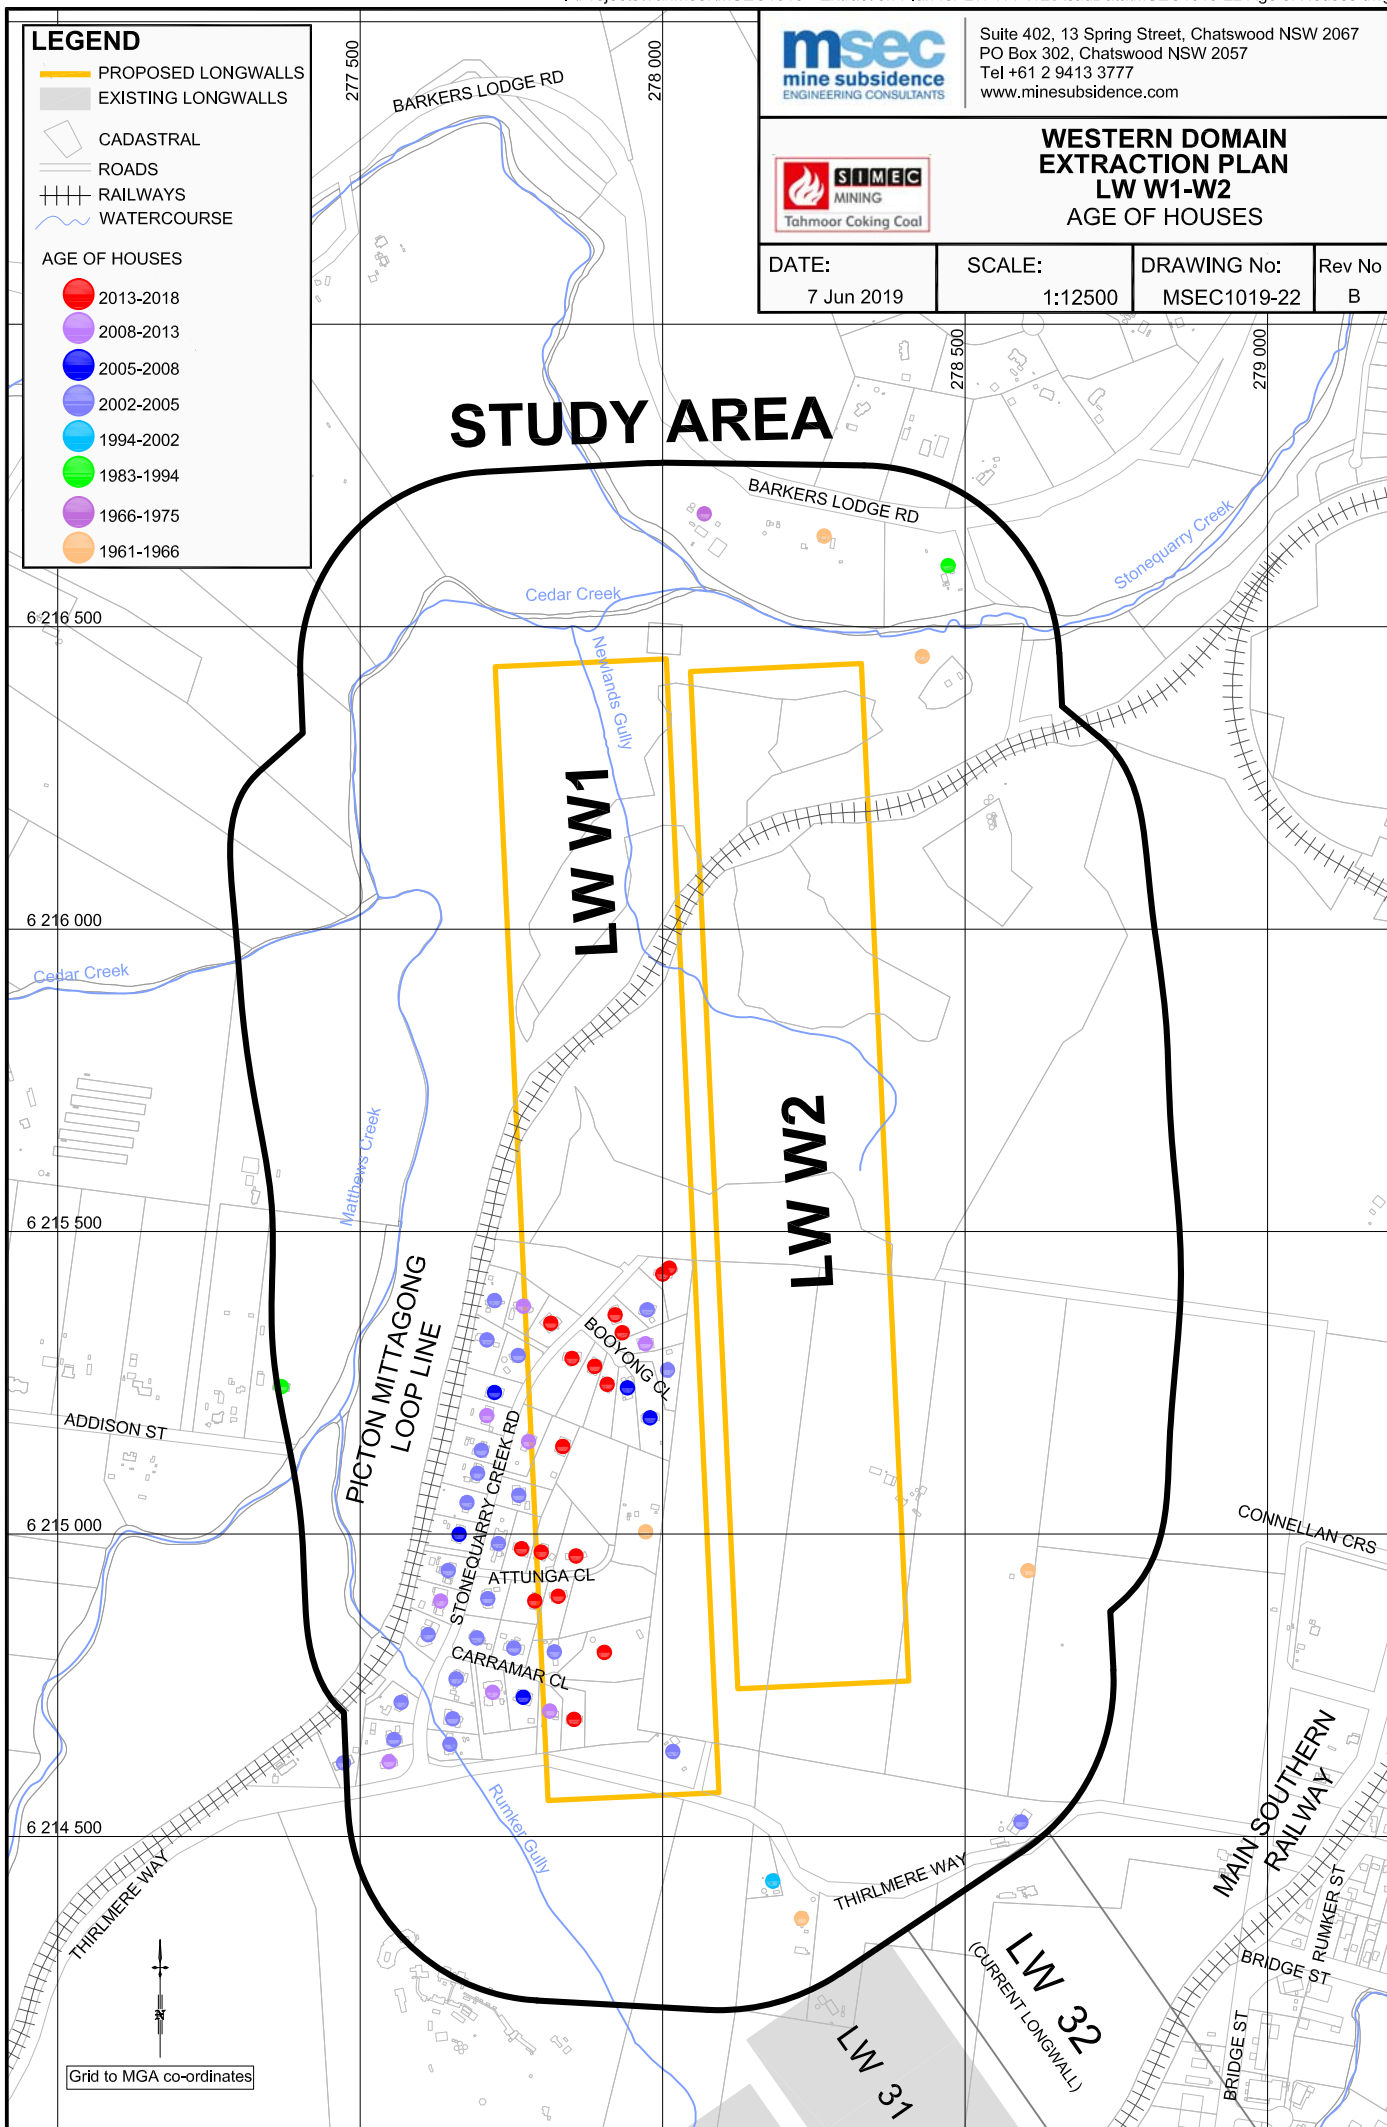 LEGEND
PROPOSED LONGWALLS
EXISTING LONGWALLS
CADASTRAL
ROADS
RAILWAYS
WATERCOURSE
AGE OF HOUSES
2013-2018
2008-2013
2005-2008
2002-2005
1994-2002
1983-1994
1966-1975
1961-1966
msec
mine subsidence
ENGINEERING CONSULTANTS
Suite 402, 13 Spring Street, Chatswood NSW 2067
PO Box 302, Chatswood NSW 2057
Tel +61 2 9413 3777
www.minesubsidence.com
SIMEC
MINING
Tahmoor Coking Coal
WESTERN DOMAIN
EXTRACTION PLAN
LW W1-W2
AGE OF HOUSES
DATE:
7 Jun 2019
SCALE:
1:12500
DRAWING No:
MSEC1019-22
Rev No
B
277 500
278 000
278 500
279 000
BARKERS LODGE RD
STUDY AREA
BARKERS LODGE RD
Stonequarry Creek
Cedar Creek
6 216 500
Newlands Gully
LW W1
6 216 000
Cedar Creek
Matthews Creek
LW W2
6 215 500
PICTON MITTAGONG
LOOP LINE
BOOYONG CL
ADDISON ST
STONEQUARRY CREEK RD
6 215 000
CONNELLAN CRS
ATTUNGA CL
CARRAMAR CL
Rumker Gully
MAIN SOUTHERN
RAILWAY
6 214 500
THIRLMERE WAY
THIRLMERE WAY
RUMKER ST
BRIDGE ST
BRIDGE ST
LW 32
(CURRENT LONGWALL)
LW 31
N
Grid to MGA co-ordinates